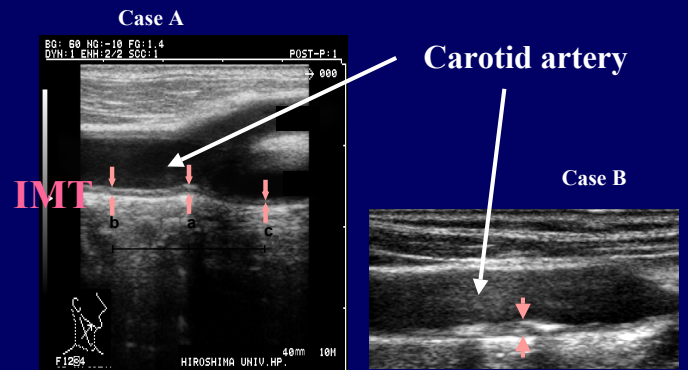 Case A
BG: 60 NG:-10 FG:1.4
DYN:1 ENH:2/2 SCC:1
POST-P:1
000
Carotid artery
IMT
b
a
c
Case B
40mm 10M
HIROSHIMA UNIV.HP.